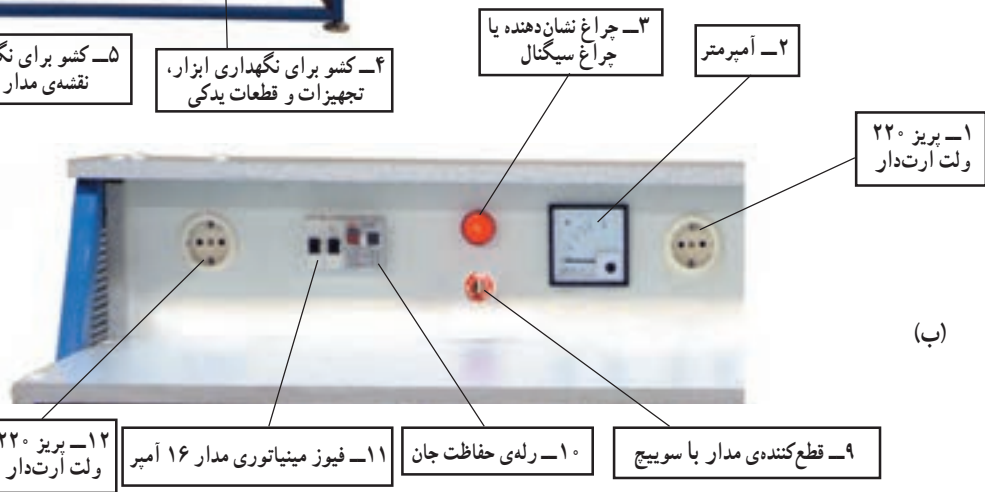 ۳ــ چراغ نشان‌دهنده یا
چراغ سیگنال
۲ــ آمپرمتر
۵ــ کشو برای
نقشه‌ی مدار
۴ــ کشو برای نگهداری ابزار،
تجهیزات و قطعات یدکی
۱ــ پریز ۲۲۰
ولت ارت‌دار
(ب)
۱۲ــ پریز ۲۲۰
ولت ارت‌دار
۱۱ــ فیوز مینیاتوری مدار ۱۶ آمپر
۱۰ــ رله‌ی حفاظت جان
۹ــ قطع‌کننده‌ی مدار با سوییچ